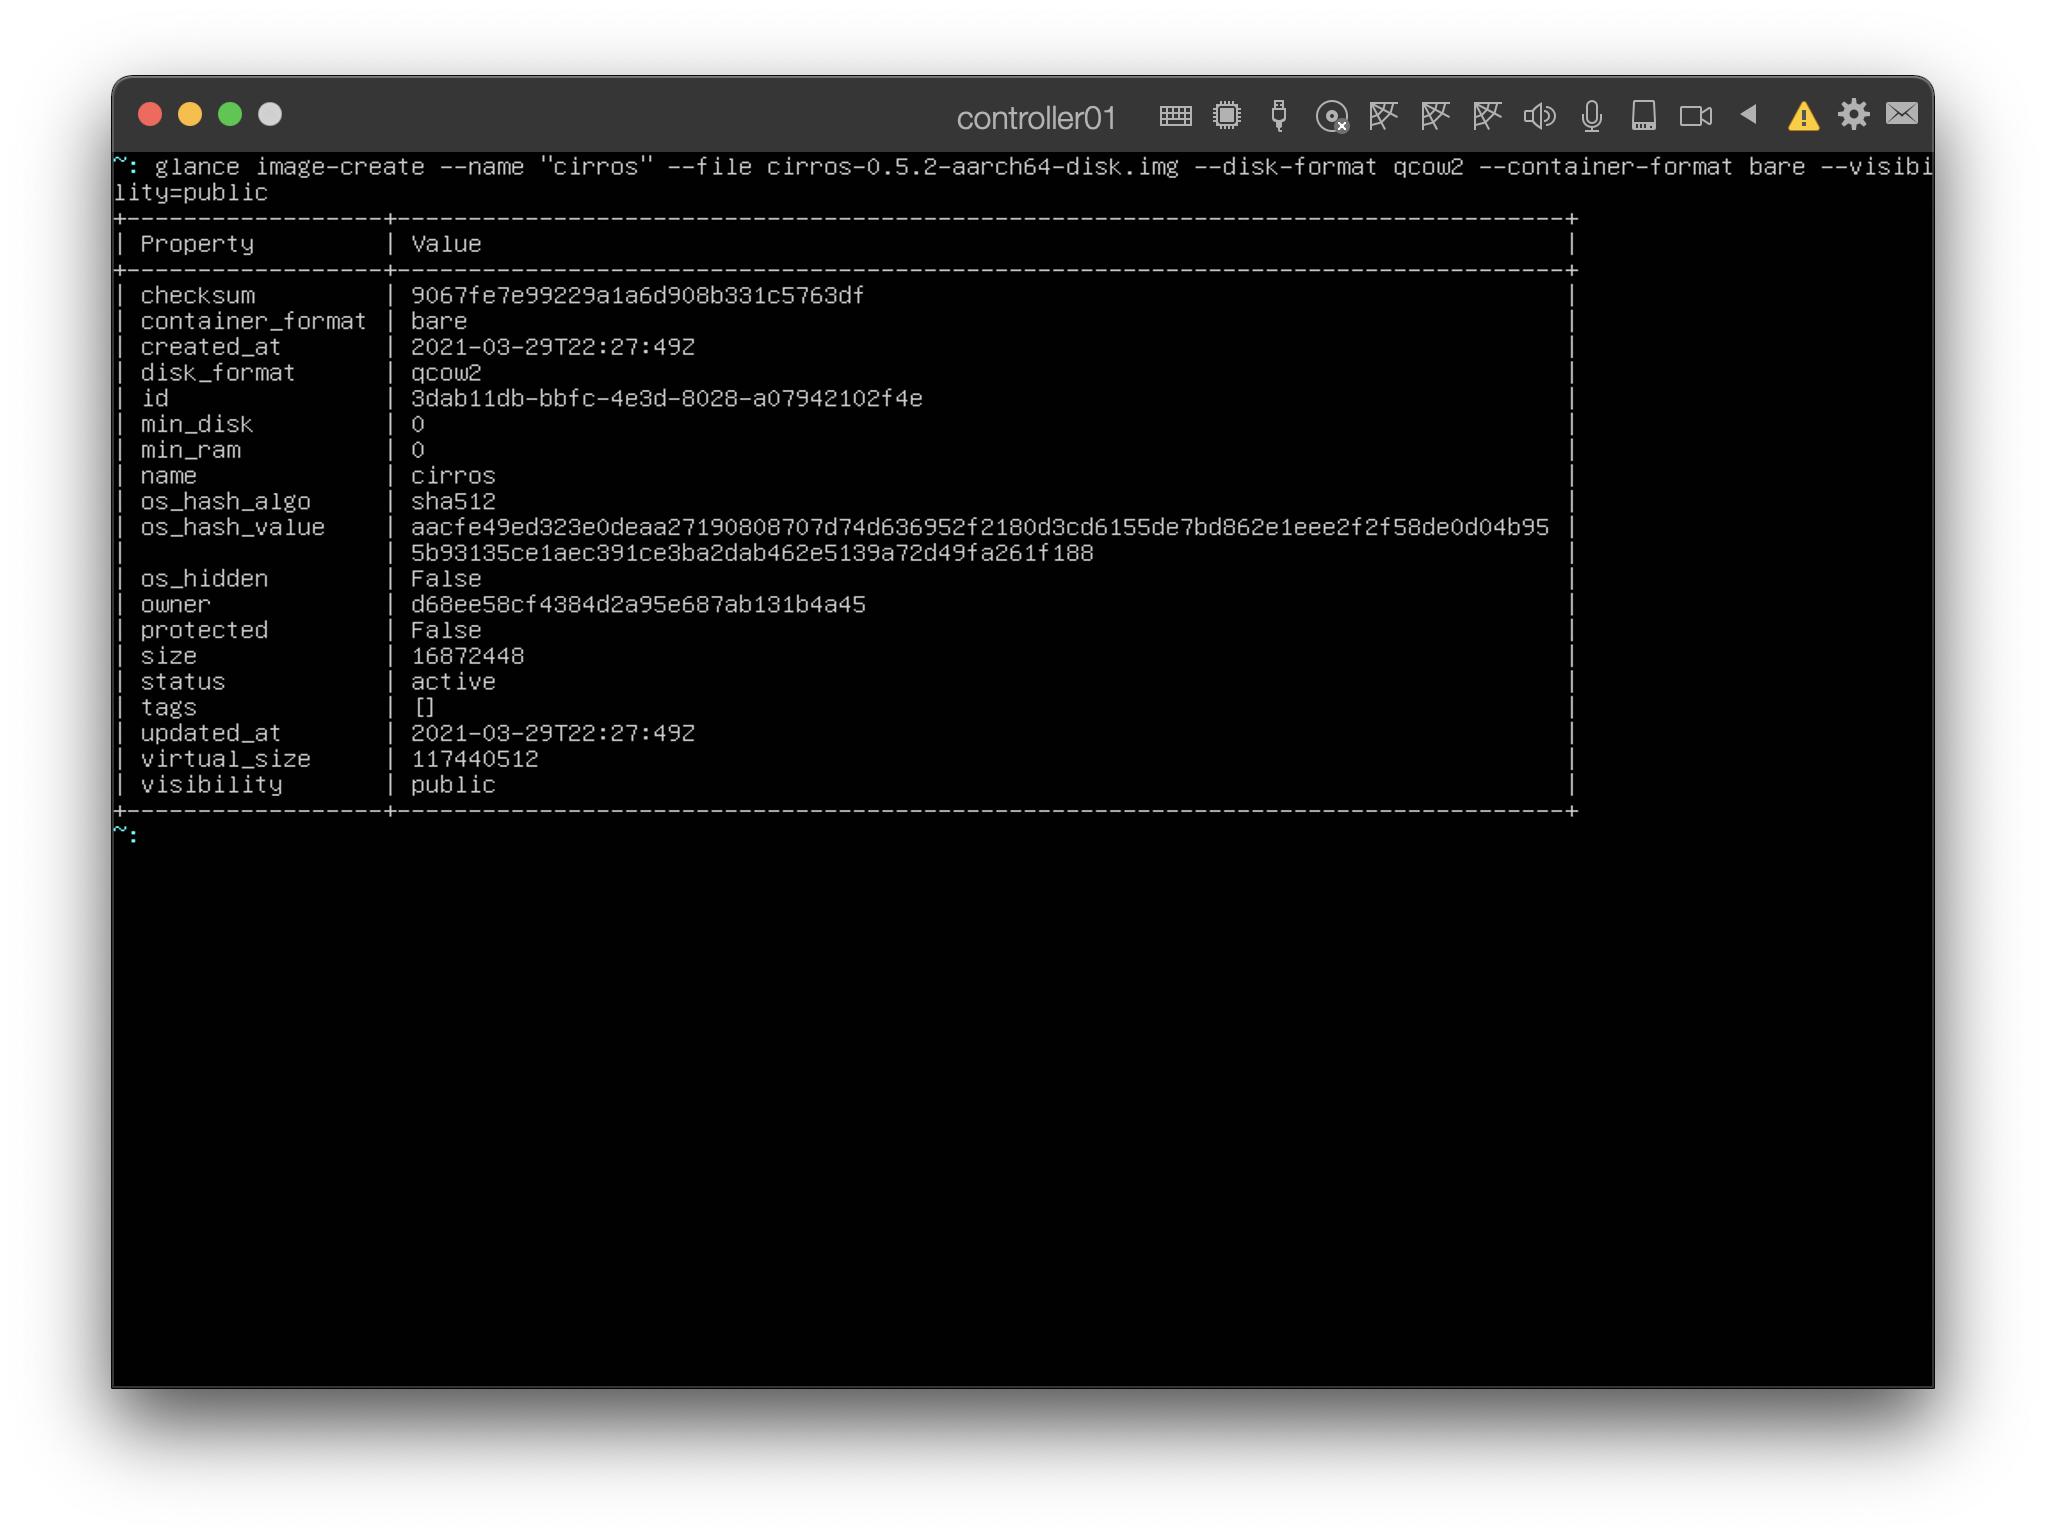 controller01
~: glance image-create --name "cirros" --file cirros-0.5.2-aarch64-disk.img --disk-format qcow2 --container-format bare --visibi
lity=public
+------------------+----------------------------------------------------------------------------------+
| Property         | Value                                                                            |
+------------------+----------------------------------------------------------------------------------+
| checksum         | 9067fe7e99229a1a6d908b331c5763df                                                 |
| container_format | bare                                                                             |
| created_at       | 2021-03-29T22:27:49Z                                                             |
| disk_format      | qcow2                                                                            |
| id               | 3dab11db-bbfc-4e3d-8028-a07942102f4e                                             |
| min_disk         | 0                                                                                |
| min_ram          | 0                                                                                |
| name             | cirros                                                                           |
| os_hash_algo     | sha512                                                                           |
| os_hash_value    | aacfe49ed323e0deaa27190808707d74d636952f2180d3cd6155de7bd862e1eee2f2f58de0d04b95 |
|                  | 5b93135ce1aec391ce3ba2dab462e5139a72d49fa261f188                                 |
| os_hidden        | False                                                                            |
| owner            | d68ee58cf4384d2a95e687ab131b4a45                                                 |
| protected        | False                                                                            |
| size             | 16872448                                                                         |
| status           | active                                                                           |
| tags             | []                                                                               |
| updated_at       | 2021-03-29T22:27:49Z                                                             |
| virtual_size     | 117440512                                                                        |
| visibility       | public                                                                           |
+------------------+----------------------------------------------------------------------------------+
~: